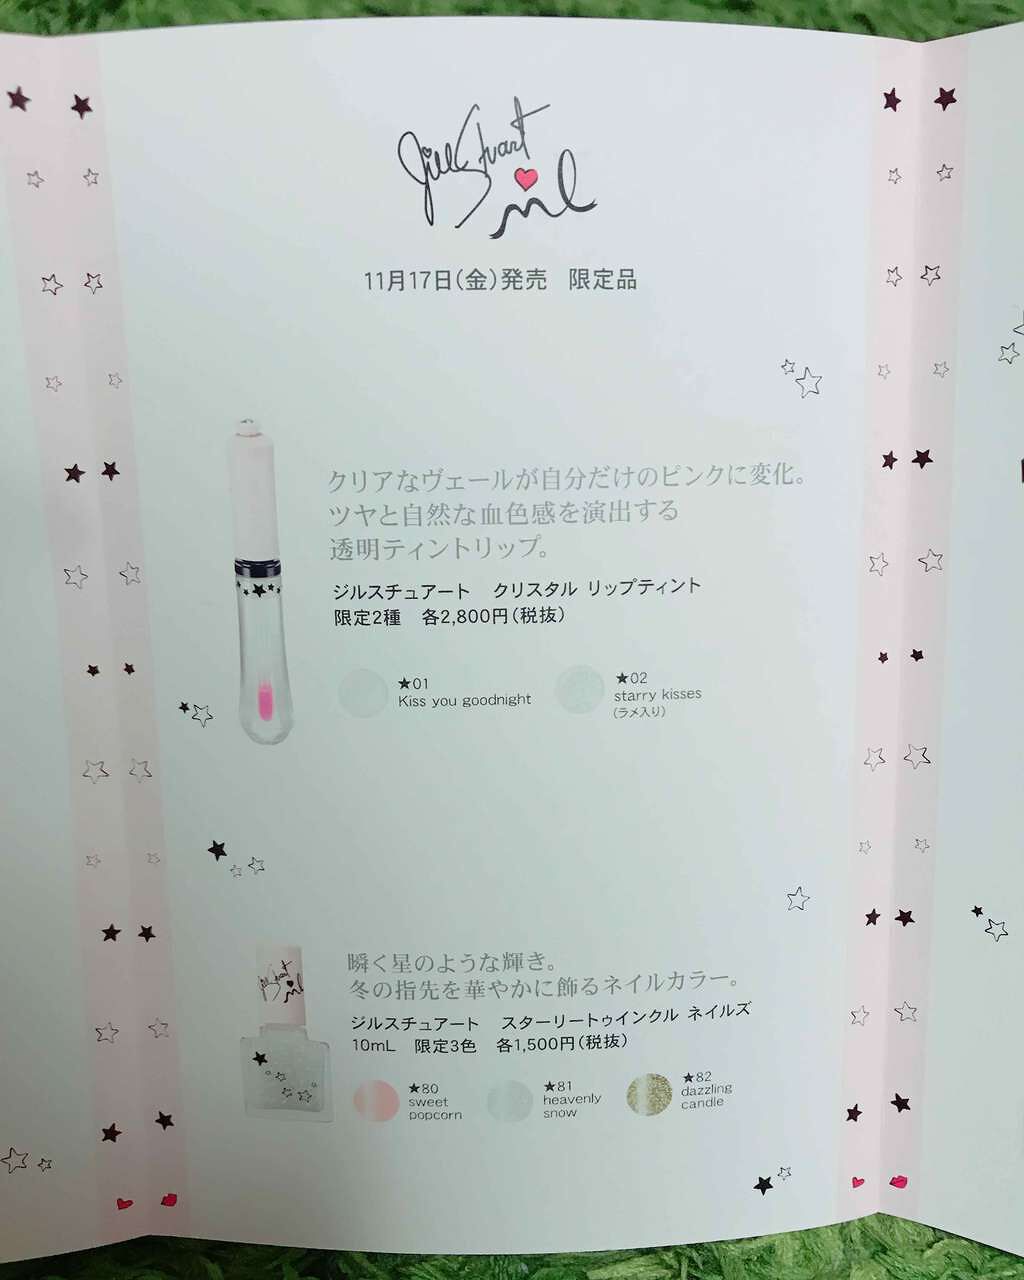 Jill Stuart
11月17日(金)発売　限定品
クリアなヴェールが自分だけのピンクに変化。
ツヤと自然な血色感を演出する
透明ティントリップ。
ジルスチュアート　クリスタル リップティント
限定2種　各2,800円(税抜)
★01
Kiss you goodnight
★02
starry kisses
(ラメ入り)
瞬く星のような輝き。
冬の指先を華やかに飾るネイルカラー。
ジルスチュアート　スターリートゥインクル ネイルズ
10mL　限定3色　各1,500円(税抜)
★80
sweet
popcorn
★81
heavenly
snow
★82
dazzling
candle